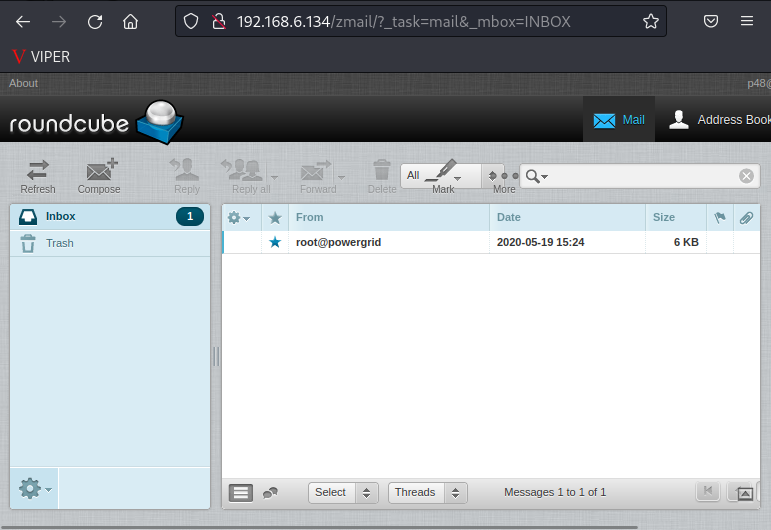 192.168.6.134/zmail/?_task=mail&_mbox=INBOX
VIPER
About
p48@
roundcube
Mail
Address Book
Refresh
Compose
Reply
Reply all
Forward
Delete
All
Mark
More
Inbox
1
Trash
From
Date
Size
root@powergrid
2020-05-19 15:24
6 KB
Select
Threads
Messages 1 to 1 of 1